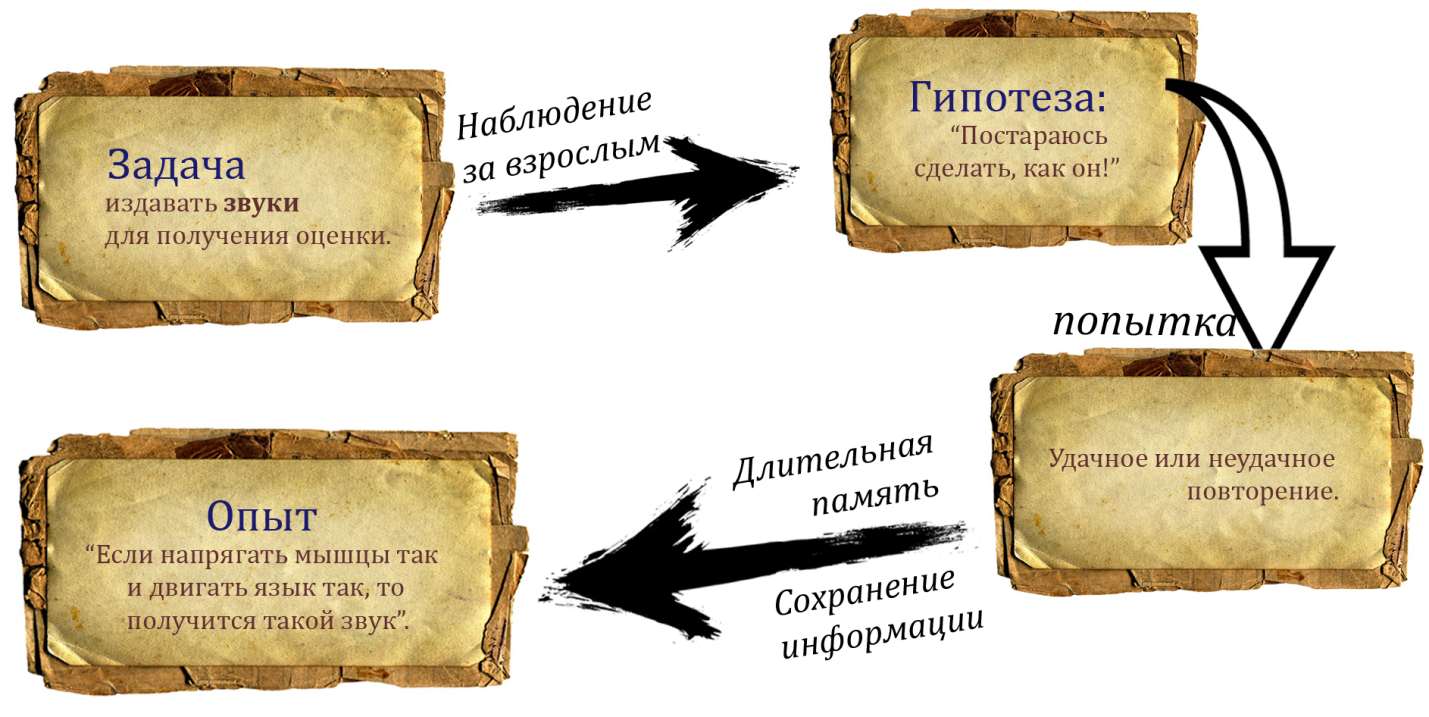 Задача
издавать звуки
для получения оценки.
Наблюдение
за взрослым
Гипотеза:
“Постараюсь
сделать, как он!”
попытка
Удачное или неудачное
повторение.
Длительная
память
Сохранение
информации
Опыт
“Если напрягать мышцы так
и двигать язык так, то
получится такой звук”.